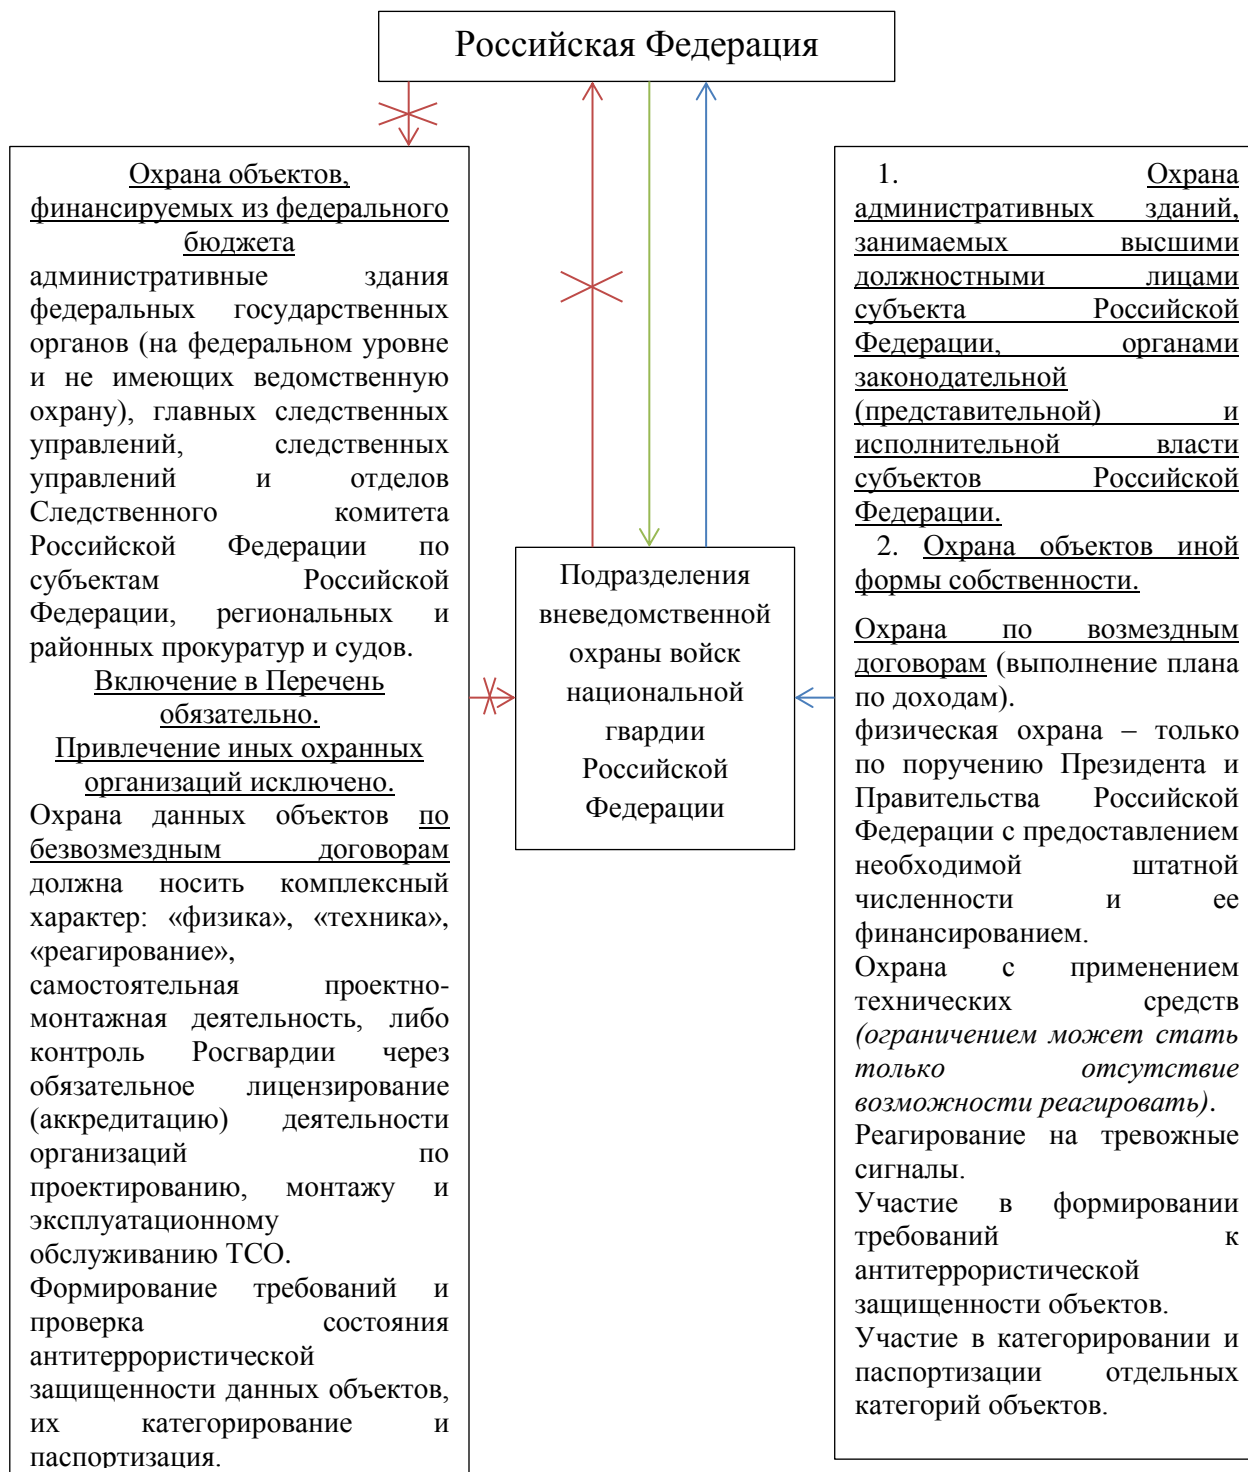 Российская Федерация
Охрана объектов,
финансируемых из федерального
бюджета
административные здания
федеральных государственных
органов (на федеральном уровне
и не имеющих ведомственную
охрану), главных следственных
управлений, следственных
управлений и отделов
Следственного комитета
Российской Федерации по
субъектам Российской
Федерации, региональных и
районных прокуратур и судов.
Включение в Перечень
обязательно.
Привлечение иных охранных
организаций исключено.
Охрана данных объектов по
безвозмездным договорам
должна носить комплексный
характер: «физика», «техника»,
«реагирование»,
самостоятельная проектно-
монтажная деятельность, либо
контроль Росгвардии через
обязательное лицензирование
(аккредитацию) деятельности
организаций по
проектированию, монтажу и
эксплуатационному
обслуживанию ТСО.
Формирование требований и
проверка состояния
антитеррористической
защищенности данных объектов,
их категорирование и
паспортизация.
Подразделения
вневедомственной
охраны войск
национальной
гвардии
Российской
Федерации
1. Охрана
административных зданий,
занимаемых высшими
должностными лицами
субъекта Российской
Федерации, органами
законодательной
(представительной) и
исполнительной власти
субъектов Российской
Федерации.
2. Охрана объектов иной
формы собственности.
Охрана по возмездным
договорам (выполнение плана
по доходам).
физическая охрана – только
по поручению Президента и
Правительства Российской
Федерации с предоставлением
необходимой штатной
численности и ее
финансированием.
Охрана с применением
технических средств
(ограничением может стать
только отсутствие
возможности реагировать).
Реагирование на тревожные
сигналы.
Участие в формировании
требований к
антитеррористической
защищенности объектов.
Участие в категорировании и
паспортизации отдельных
категорий объектов.